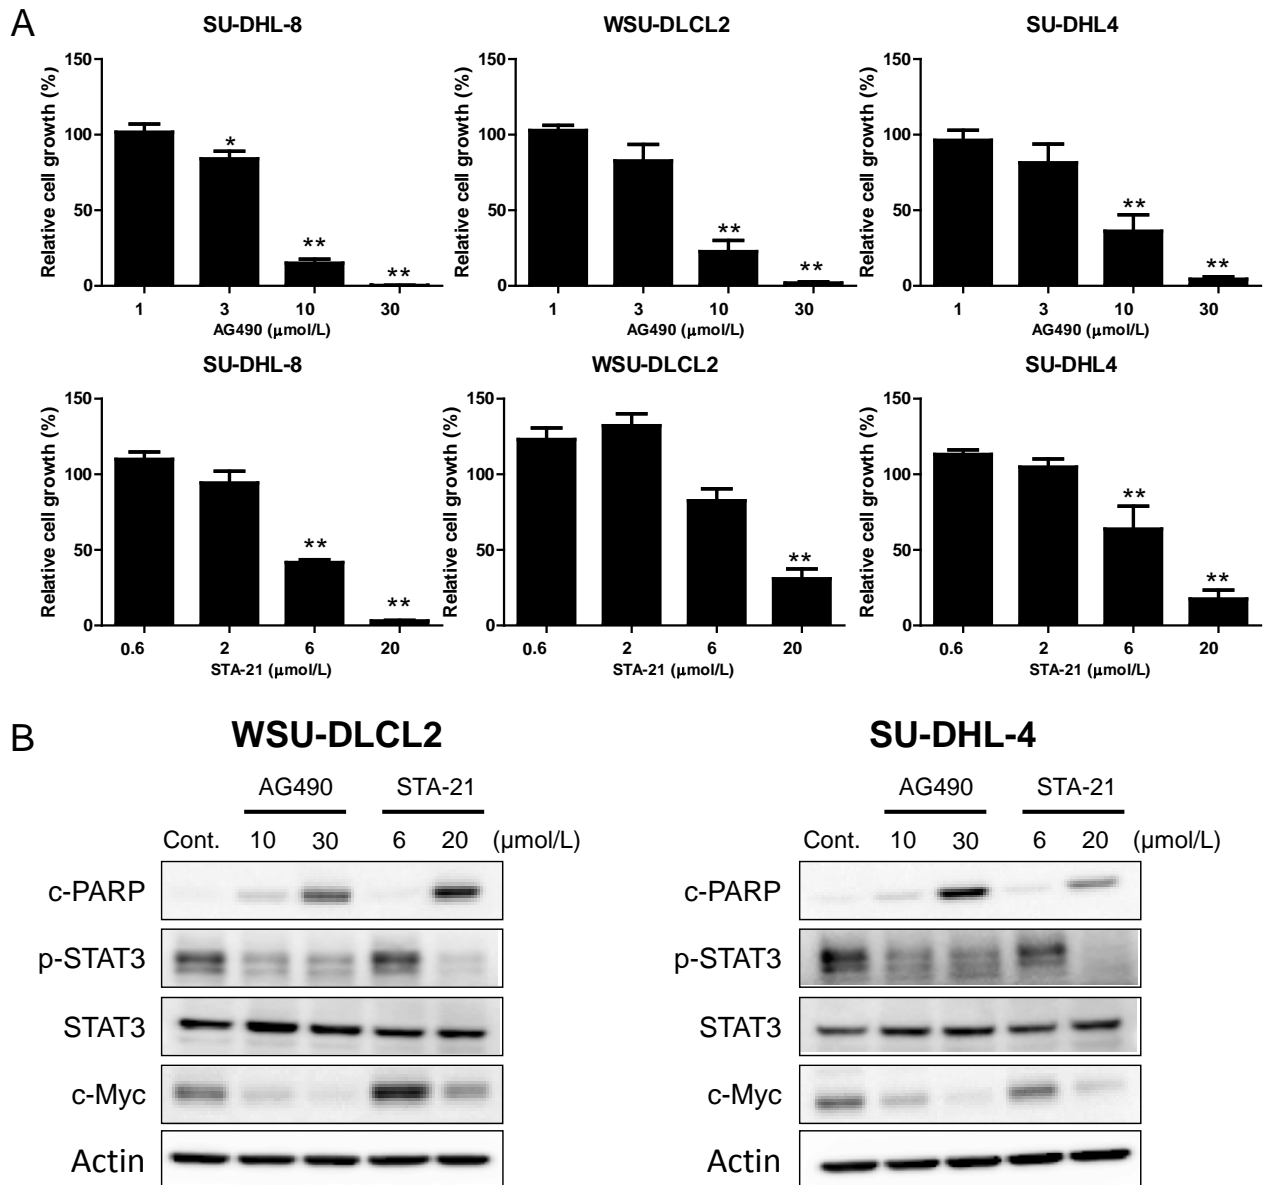 A
SU-DHL-8
WSU-DLCL2
SU-DHL4
Relative cell growth (%)
150
100
50
0
*
**
**
1 3 10 30
AG490 (μmol/L)
Relative cell growth (%)
150
100
50
0
**
**
1 3 10 30
AG490 (μmol/L)
Relative cell growth (%)
150
100
50
0
**
**
1 3 10 30
AG490 (μmol/L)
SU-DHL-8
WSU-DLCL2
SU-DHL4
Relative cell growth (%)
150
100
50
0
**
**
0.6 2 6 20
STA-21 (μmol/L)
Relative cell growth (%)
150
100
50
0
**
0.6 2 6 20
STA-21 (μmol/L)
Relative cell growth (%)
150
100
50
0
**
**
0.6 2 6 20
STA-21 (μmol/L)
B
WSU-DLCL2
AG490 STA-21
Cont. 10 30 6 20 (μmol/L)
c-PARP
p-STAT3
STAT3
c-Myc
Actin
SU-DHL-4
AG490 STA-21
Cont. 10 30 6 20 (μmol/L)
c-PARP
p-STAT3
STAT3
c-Myc
Actin